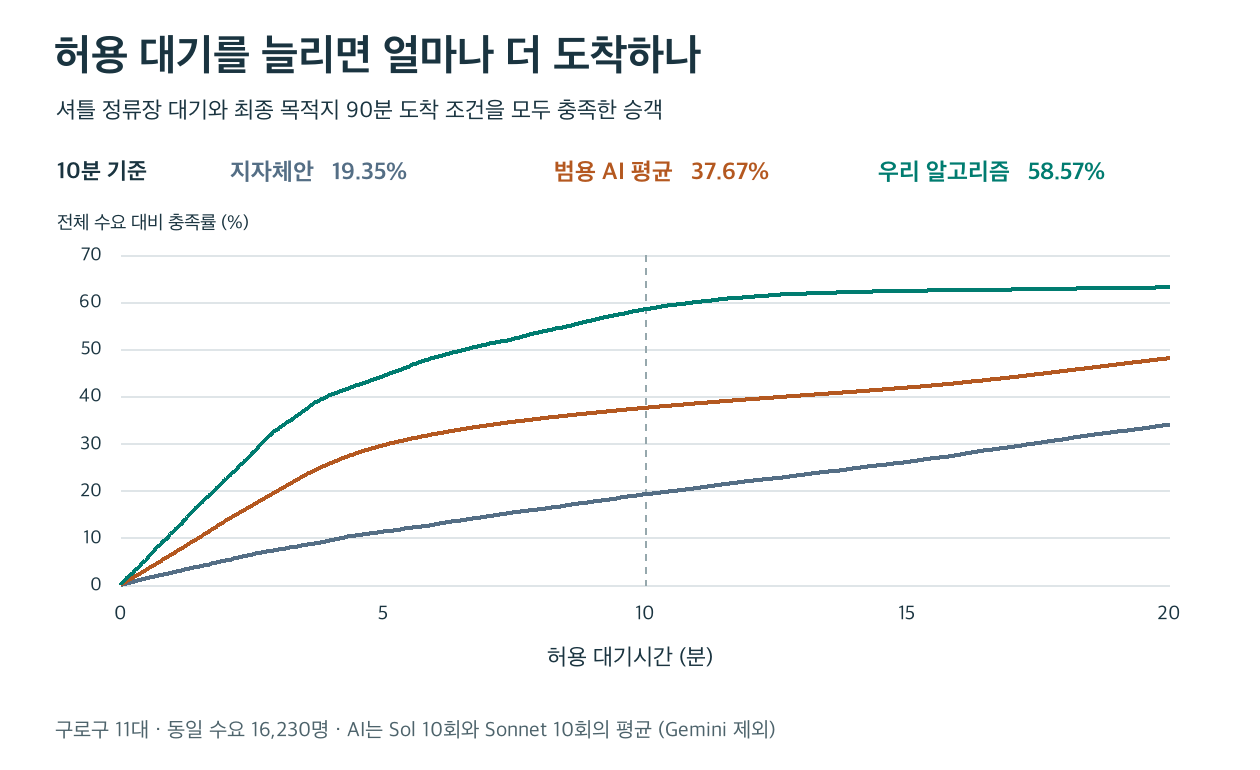 허용 대기를 늘리면 얼마나 더 도착하나
셔틀 정류장 대기와 최종 목적지 90분 도착 조건을 모두 충족한 승객
10분 기준 지자체안 19.35% 범용 AI 평균 37.67% 우리 알고리즘 58.57%
전체 수요 대비 충족률 (%)
70
60
50
40
30
20
10
0
0 5 10 15 20
허용 대기시간 (분)
구로구 11대 · 동일 수요 16,230명 · AI는 Sol 10회와 Sonnet 10회의 평균 (Gemini 제외)